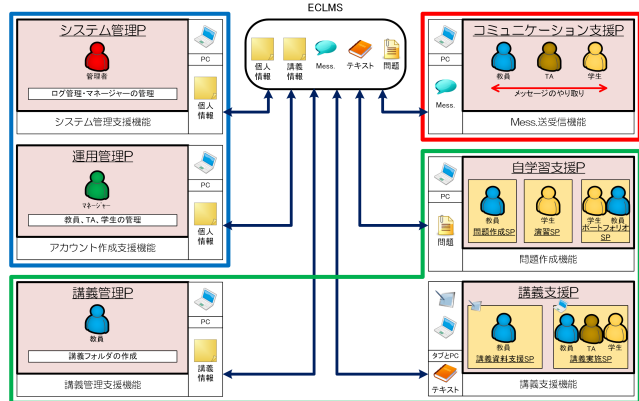 ECLMS
個人
情報
講義
情報
Mess.
テキスト
問題
システム管理P
管理者
ログ管理・マネージャーの管理
システム管理支援機能
PC
個人
情報
運用管理P
マネージャー
教員、TA、学生の管理
アカウント作成支援機能
PC
個人
情報
講義管理P
教員
講義フォルダの作成
講義管理支援機能
PC
講義
情報
コミュニケーション支援P
教員
TA
学生
メッセージのやり取り
Mess.送受信機能
PC
Mess.
自学習支援P
教員
問題作成SP
学生
演習SP
学生
教員
ポートフォリオ
SP
問題作成機能
PC
問題
講義支援P
教員
講義資料支援SP
教員
TA
学生
講義実施SP
講義支援機能
タブとPC
テキスト